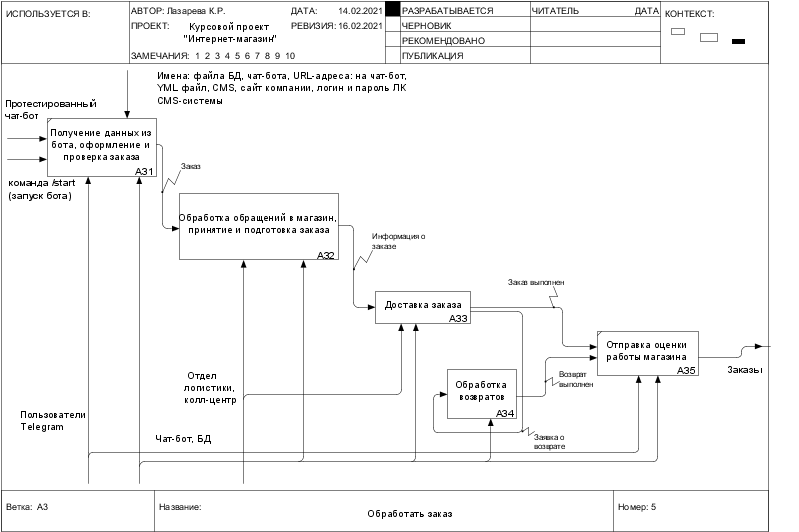 ИСПОЛЬЗУЕТСЯ В:
АВТОР: Лазарева К.Р.
ДАТА: 14.02.2021
РАЗРАБАТЫВАЕТСЯ
ЧИТАТЕЛЬ
ДАТА
КОНТЕКСТ:
ПРОЕКТ: Курсовой проект
"Интернет-магазин"
РЕВИЗИЯ: 16.02.2021
ЧЕРНОВИК
РЕКОМЕНДОВАНО
ЗАМЕЧАНИЯ: 1 2 3 4 5 6 7 8 9 10
ПУБЛИКАЦИЯ
Имена: файла БД, чат-бота, URL-адреса: на чат-бот,
YML файл, CMS, сайт компании, логин и пароль ЛК
CMS-системы
Протестированный
чат-бот
Получение данных из
бота, оформление и
проверка заказа
A31
команда /start
(запуск бота)
Заказ
Обработка обращений в магазин,
принятие и подготовка заказа
A32
Информация о
заказе
Доставка заказа
A33
Заказ выполнен
Отправка оценки
работы магазина
A35
Заказы
Отдел
логистики,
колл-центр
Обработка
возвратов
A34
Возврат
выполнен
Пользователи
Telegram
Чат-бот, БД
Заявка о
возврате
Ветка: A3
Название:
Обработать заказ
Номер: 5